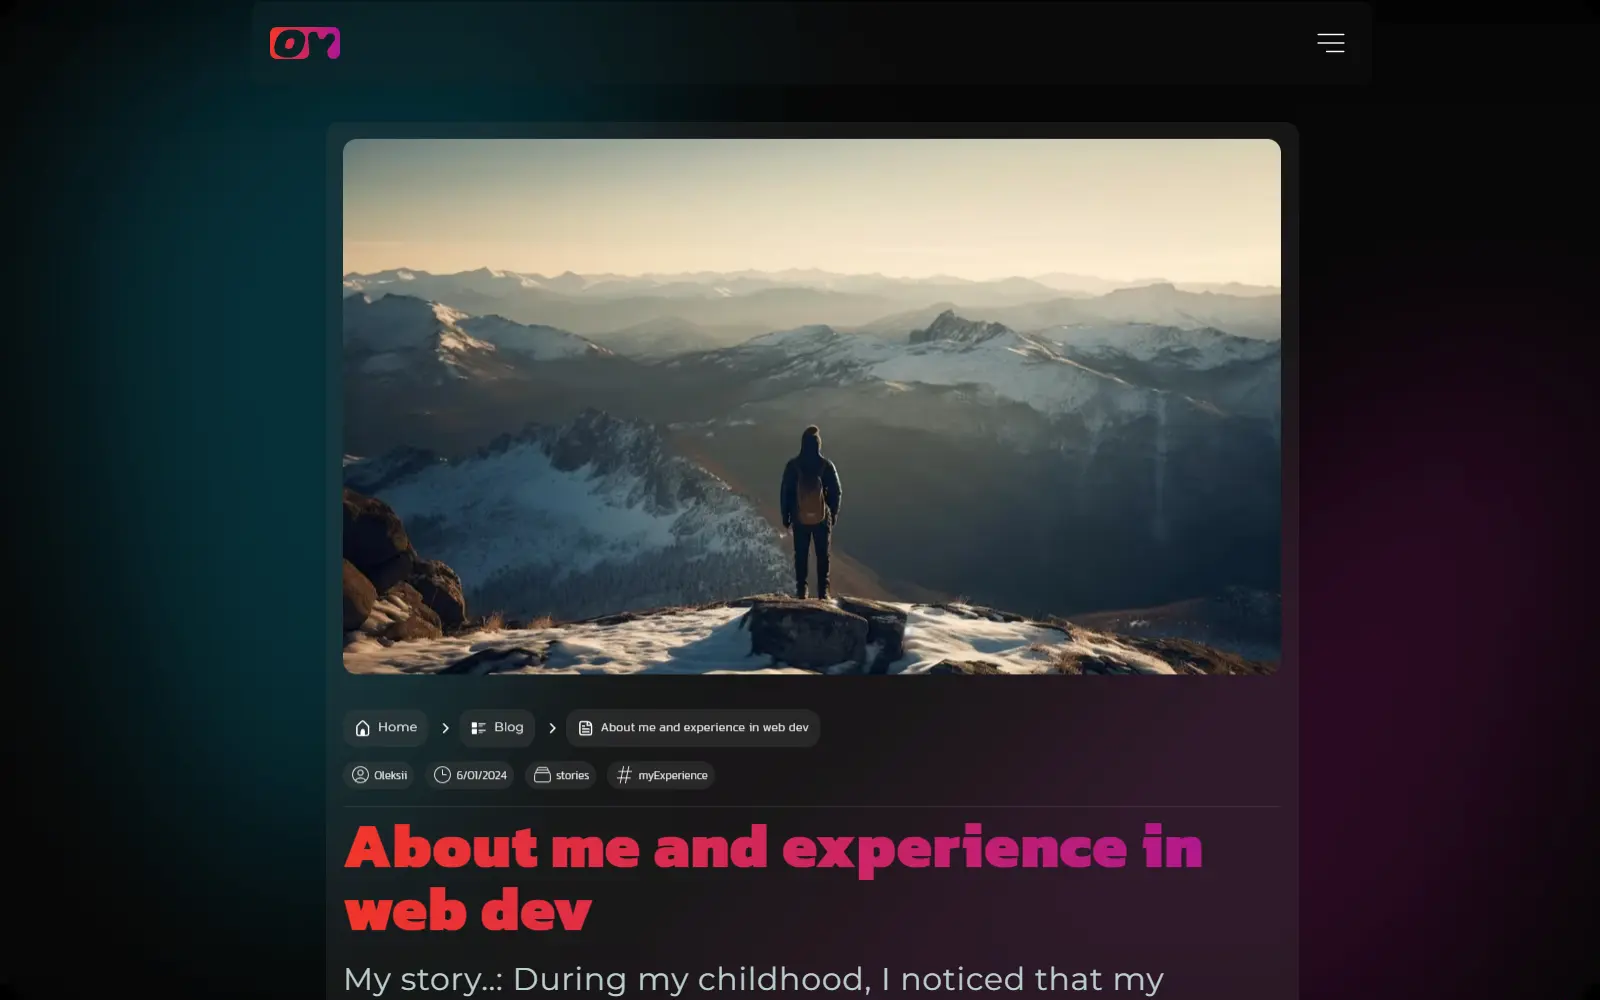 OY
Home > Blog > About me and experience in web dev
Oleksii 6/01/2024 stories # myExperience
About me and experience in
web dev
My story..: During my childhood, I noticed that my